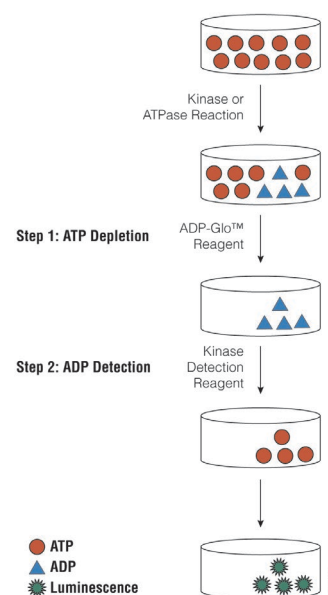 Kinase or
ATPase Reaction
Step 1: ATP Depletion
ADP-Glo™
Reagent
Step 2: ADP Detection
Kinase
Detection
Reagent
ATP
ADP
Luminescence